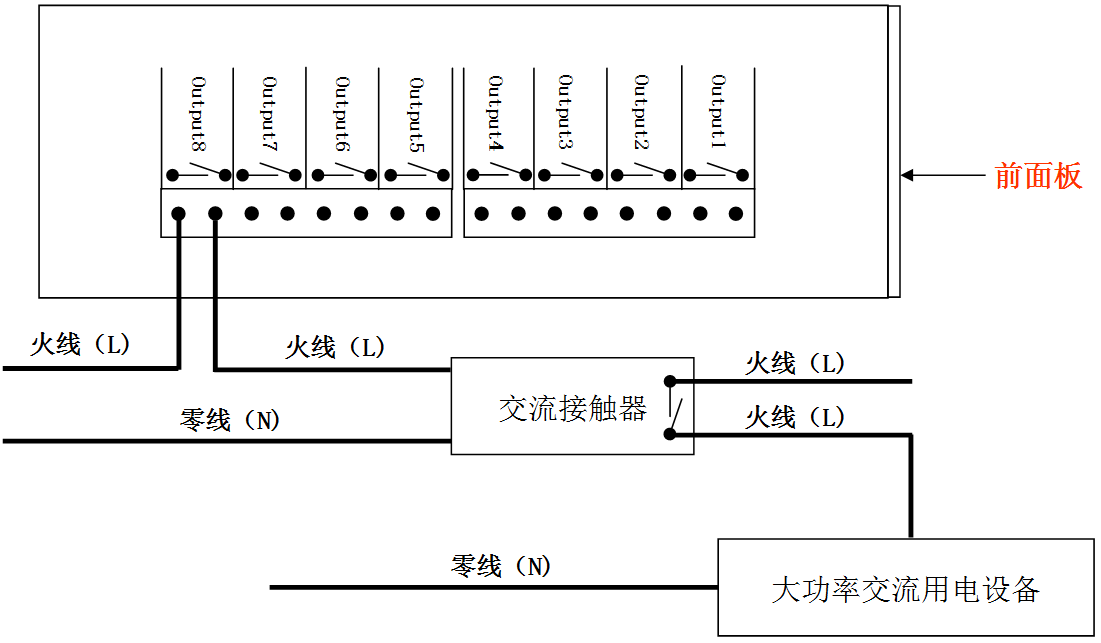 Output8
Output7
Output6
Output5
Output4
Output3
Output2
Output1
前面板
火线（L）
火线（L）
火线（L）
零线（N）
交流接触器
火线（L）
零线（N）
大功率交流用电设备